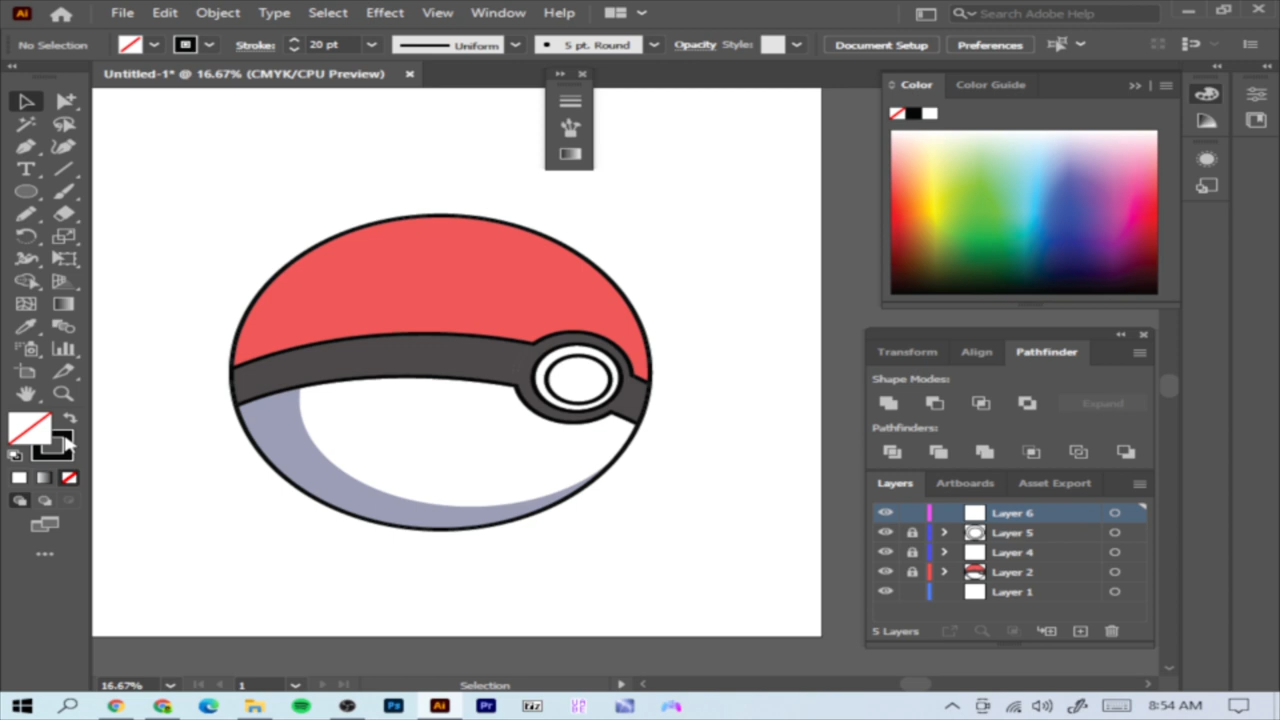 Ai File Edit Object Type Select Effect View Window Help Search Adobe Help
No Selection Stroke: 20 pt Uniform 5 pt. Round Opacity Style: Document Setup Preferences
Untitled-1* @ 16.67% (CMYK/CPU Preview)
Color Color Guide
Transform Align Pathfinder
Shape Modes:
Expand
Pathfinders:
Layers Artboards Asset Export
Layer 6
Layer 5
Layer 4
Layer 2
Layer 1
5 Layers
16.67% 1 Selection
Ps Ai Pr 8:54 AM